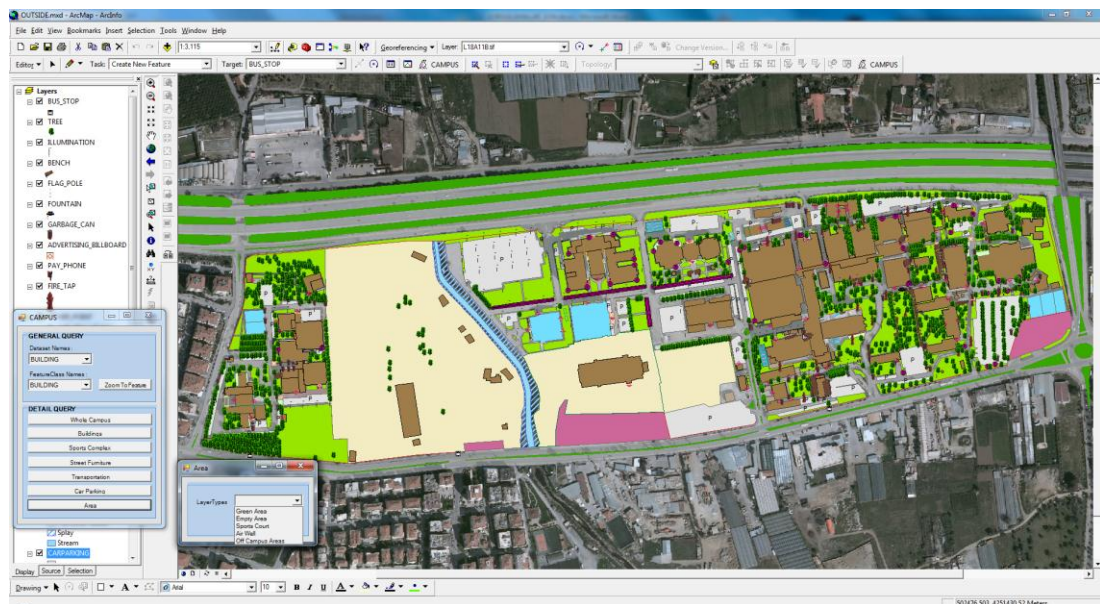 OUTSIDE.mxd - ArcMap - ArcInfo
File Edit View Bookmarks Insert Selection Tools Window Help
1:3.115 Georeferencing Layer: Change Version...
Editor Task: Create New Feature Target: BUS_STOP CAMPUS Topology: CAMPUS
Layers
BUS_STOP
TREE
ILLUMINATION
BENCH
FLAG_POLE
FOUNTAIN
GARBAGE_CAN
ADVERTISING_BILLBOARD
PAY_PHONE
FIRE_TAP
CAMPUS
GENERAL QUERY
Dataset Names:
BUILDING
FeatureClass Names:
BUILDING Zoom To Feature
DETAIL QUERY
Whole Campus
Buildings
Sports Complex
Street Furniture
Transportation
Car Parking
Area
Area
LayerTypes
Green Area
Empty Area
Sports Court
Air Wall
Off Campus Areas
Splay
Stream
CARPARKING
Display Source Selection
Drawing A Arial 10 B I U A
Meters